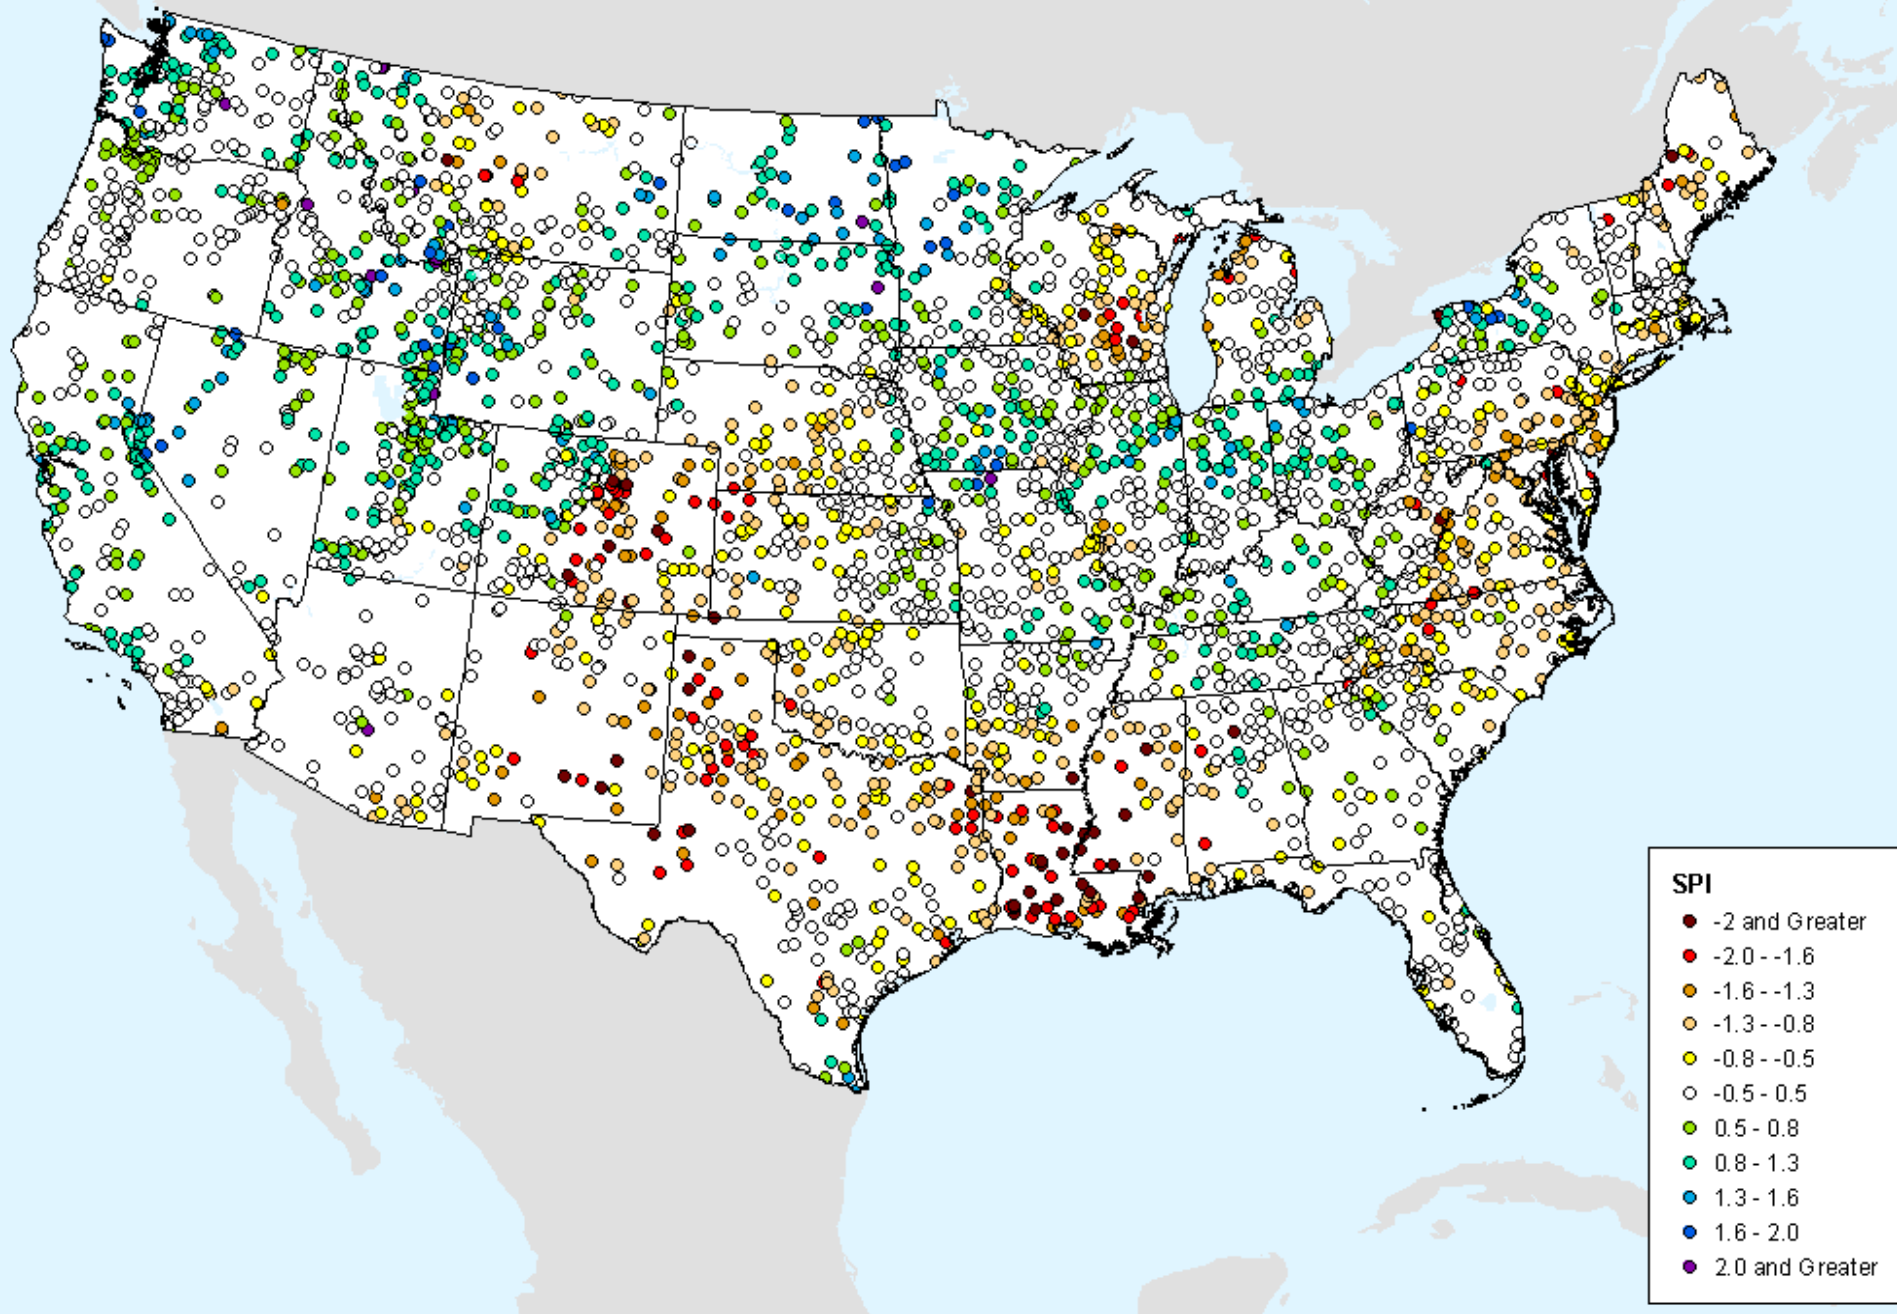 SPI
-2 and Greater
-2.0 - -1.6
-1.6 - -1.3
-1.3 - -0.8
-0.8 - -0.5
-0.5 - 0.5
0.5 - 0.8
0.8 - 1.3
1.3 - 1.6
1.6 - 2.0
2.0 and Greater